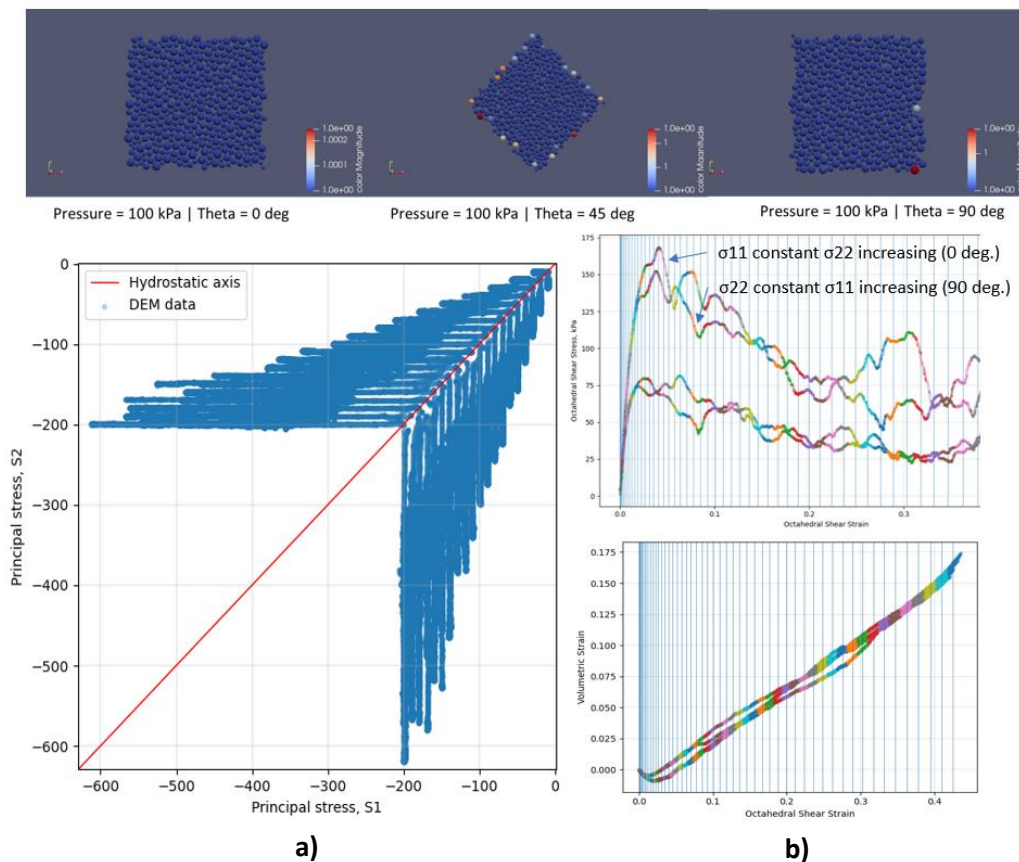 1.0e+00
1.0002
1.0001
1.0e+00
color Magnitude
1.0e+00
1.0002
1.0001
1.0e+00
color Magnitude
1.0e+00
1
1
1.0e+00
color Magnitude
Pressure = 100 kPa | Theta = 0 deg
Pressure = 100 kPa | Theta = 45 deg
Pressure = 100 kPa | Theta = 90 deg
Hydrostatic axis
DEM data
0
−100
−200
−300
−400
−500
−600
Principal stress, S2
−600
−500
−400
−300
−200
−100
0
Principal stress, S1
a)
σ11 constant σ22 increasing (0 deg.)
σ22 constant σ11 increasing (90 deg.)
175
150
125
100
75
50
25
0
Octahedral Shear Stress, kPa
0.0
0.1
0.2
0.3
Octahedral Shear Strain
0.175
0.150
0.125
0.100
0.075
0.050
0.025
0.000
Volumetric Strain
0.0
0.1
0.2
0.3
0.4
Octahedral Shear Strain
b)